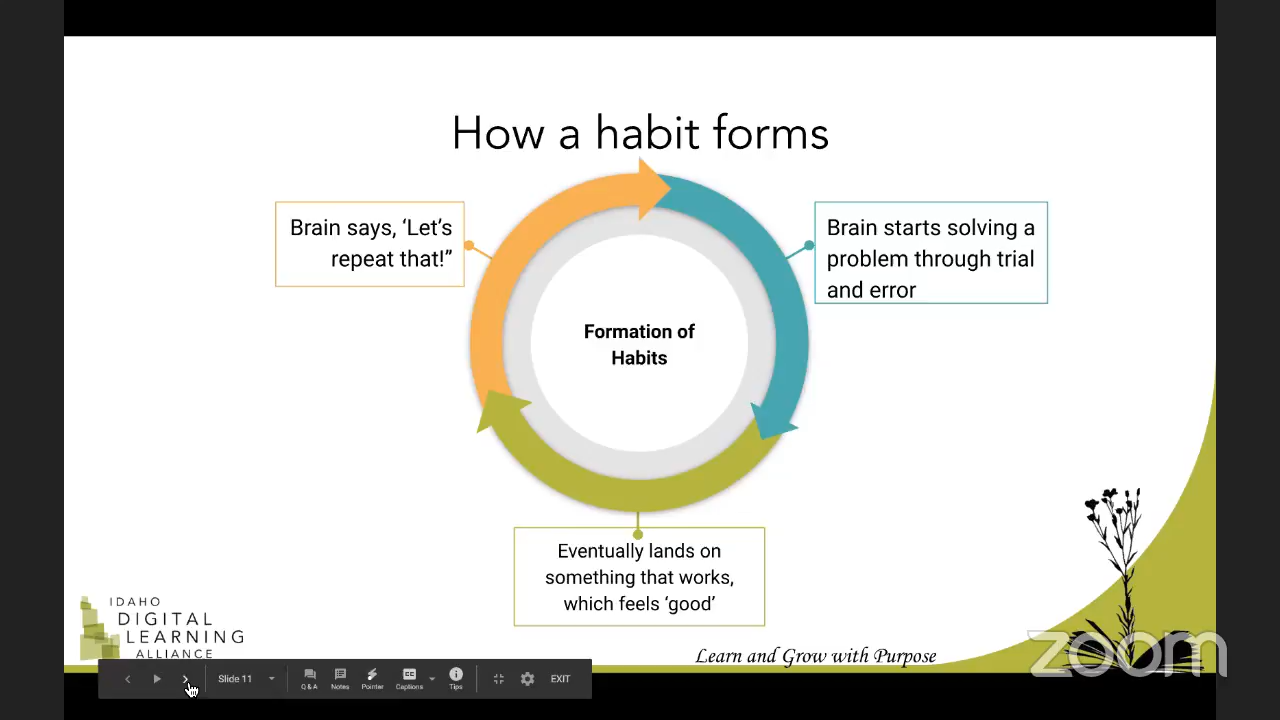 How a habit forms
Brain says, ‘Let’s
repeat that!”
Brain starts solving a
problem through trial
and error
Formation of
Habits
Eventually lands on
something that works,
which feels ‘good’
IDAHO
DIGITAL
LEARNING
ALLIANCE
Learn and Grow with Purpose
zoom
Slide 11
Q&A
Notes
Pointer
Captions
Tips
EXIT